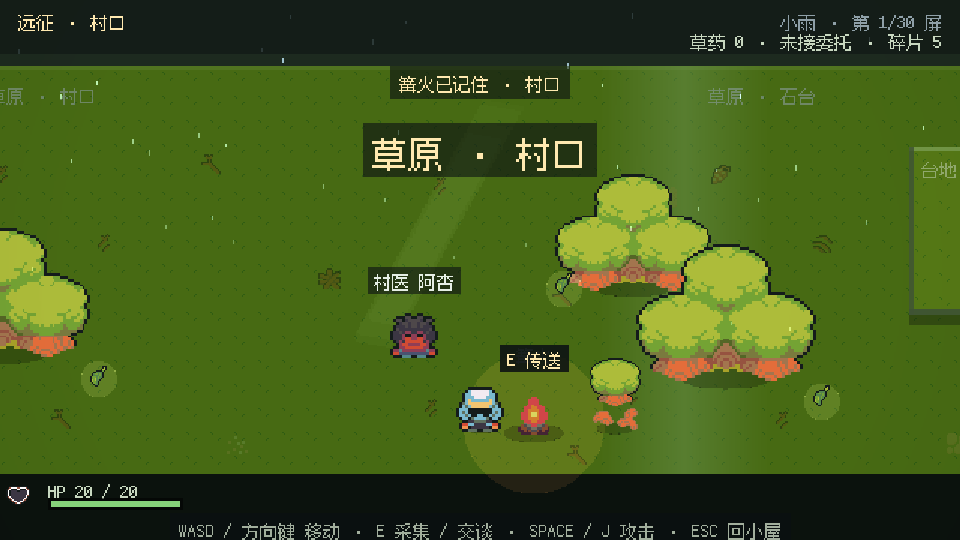 远征 · 村口
小雨 · 第 1/30 屏
草药 0 · 未接委托 · 碎片 5
篝火已记住 · 村口
草原 · 村口
草原 · 石台
草原 · 村口
台地
村医 阿杏
E 传送
HP 20 / 20
WASD / 方向键 移动 · E 采集 / 交谈 · SPACE / J 攻击 · ESC 回小屋